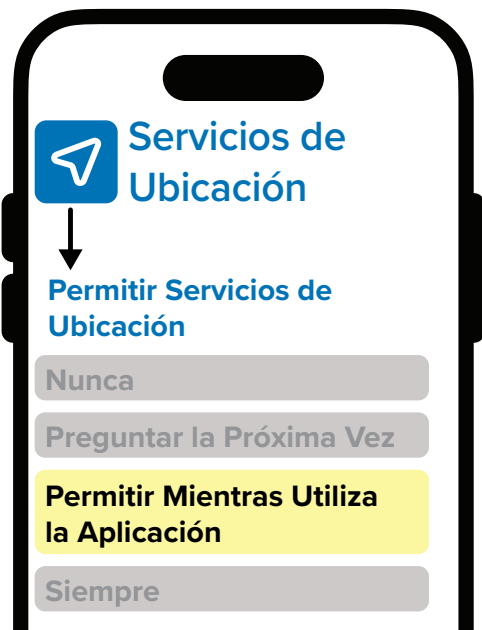 Servicios de
Ubicación
Permitir Servicios de
Ubicación
Nunca
Preguntar la Próxima Vez
Permitir Mientras Utiliza
la Aplicación
Siempre